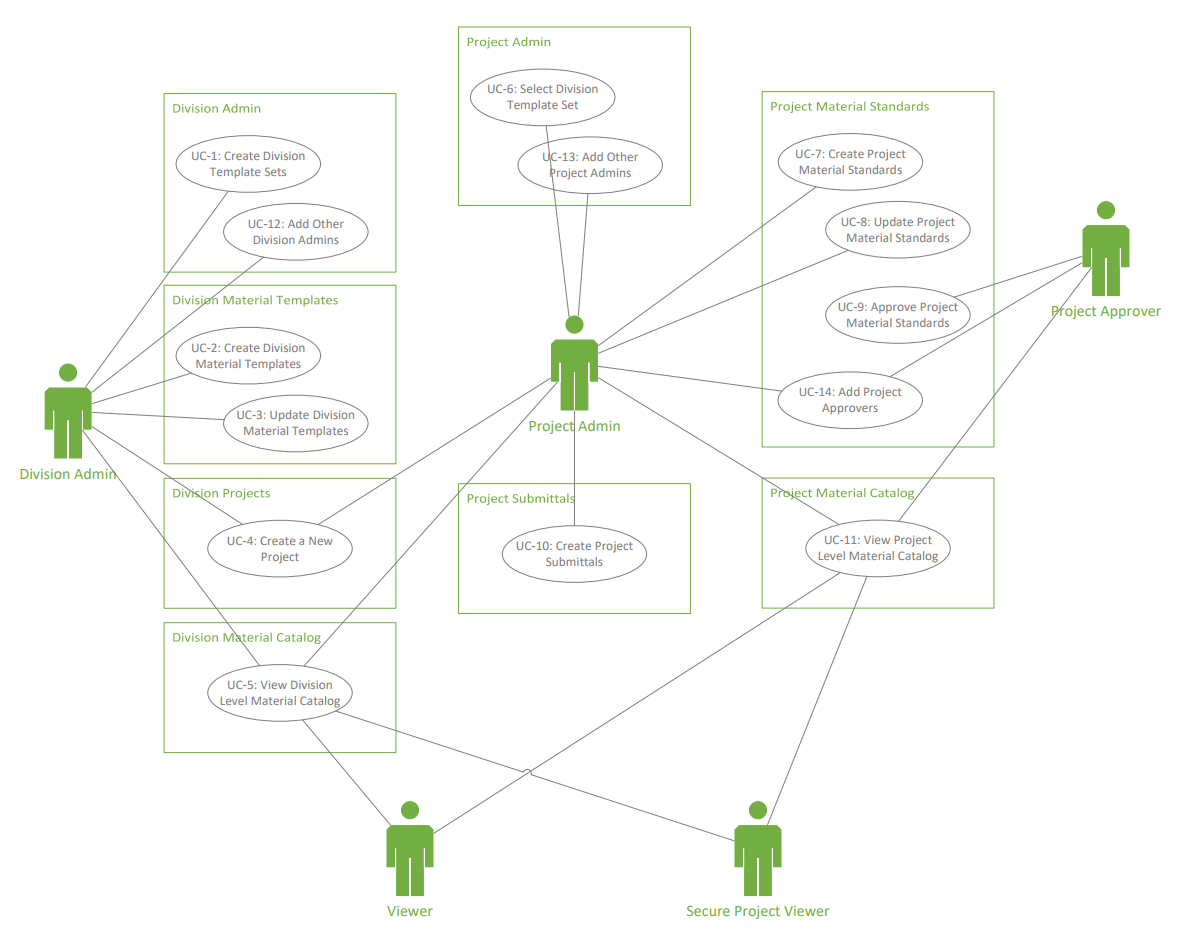 Project Admin
UC-6: Select Division
Template Set
UC-13: Add Other
Project Admins
Division Admin
UC-1: Create Division
Template Sets
UC-12: Add Other
Division Admins
Project Material Standards
UC-7: Create Project
Material Standards
UC-8: Update Project
Material Standards
UC-9: Approve Project
Material Standards
UC-14: Add Project
Approvers
Project Approver
Division Material Templates
UC-2: Create Division
Material Templates
UC-3: Update Division
Material Templates
Division Admin
Project Admin
Division Projects
UC-4: Create a New
Project
Project Submittals
UC-10: Create Project
Submittals
Project Material Catalog
UC-11: View Project
Level Material Catalog
Division Material Catalog
UC-5: View Division
Level Material Catalog
Viewer
Secure Project Viewer